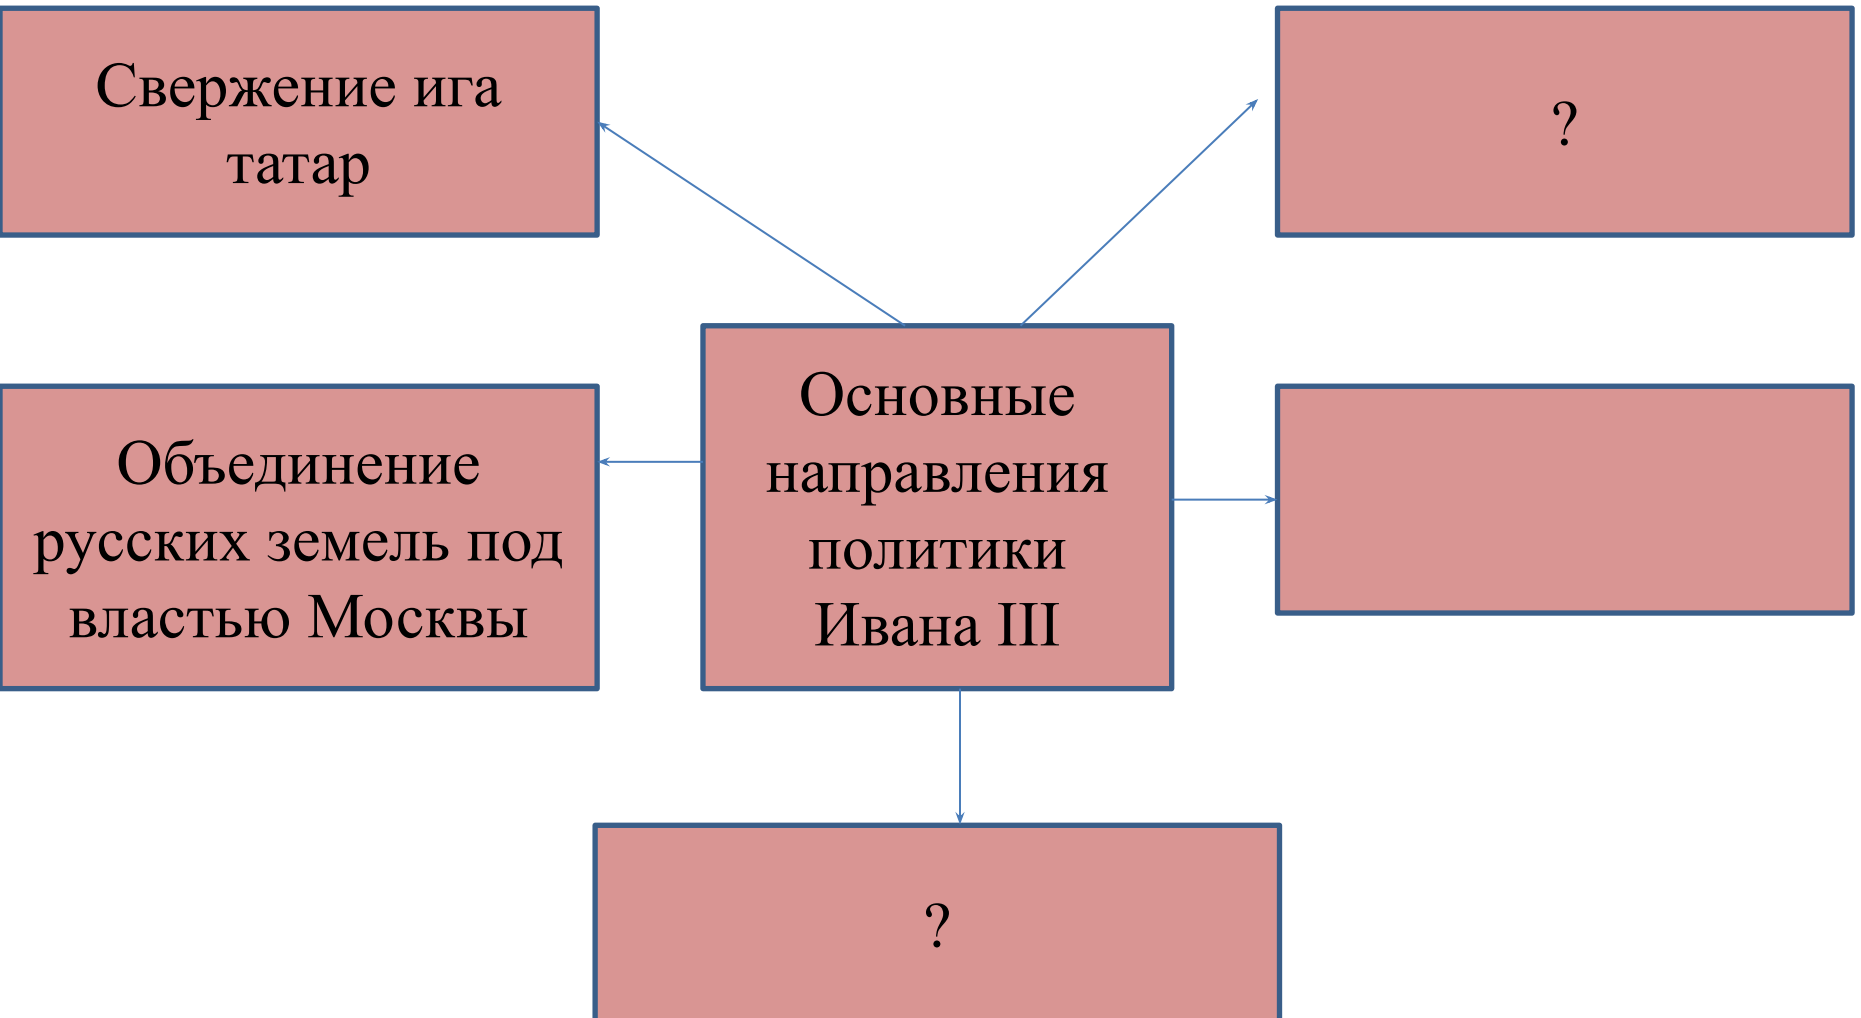 Свержение ига
татар
?
Объединение
русских земель под
властью Москвы
Основные
направления
политики
Ивана III
?